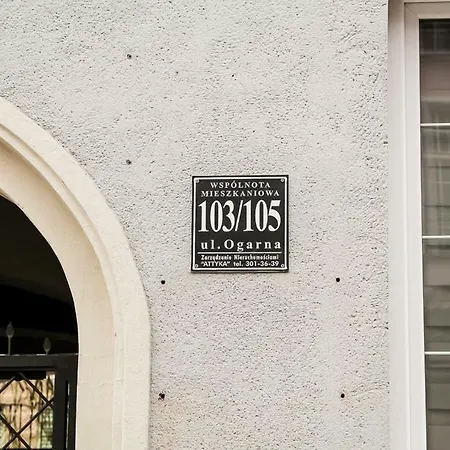 WSPÓLNOTA
MIESZKANIOWA
103/105
ul. Ogarna
Zarządzanie Nieruchomościami
"ATTYKA" tel. 301-36-39